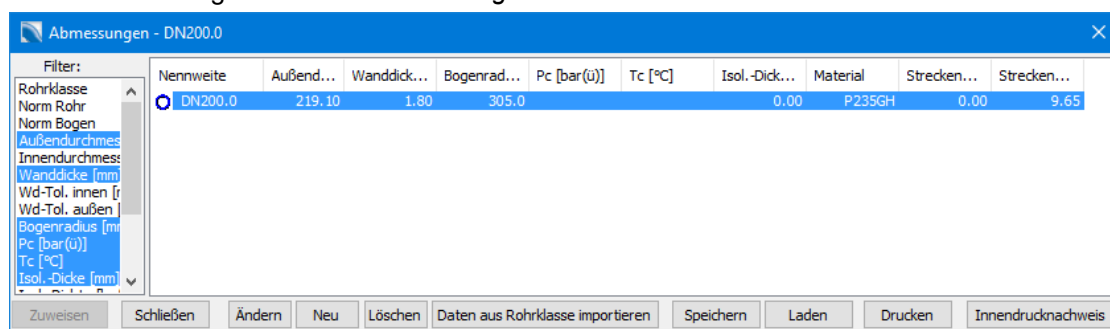 Abmessungen - DN200.0
Filter:
Rohrklasse
Norm Rohr
Norm Bogen
Außendurchmes
Innendurchmess
Wanddicke [mm]
Wd-Tol. innen [r
Wd-Tol. außen [
Bogenradius [mr
Pc [bar(ü)]
Tc [°C]
Isol.-Dicke [mm]
Nennweite Außend... Wanddick... Bogenrad... Pc [bar(ü)] Tc [°C] Isol.-Dick... Material Strecken... Strecken...
DN200.0 219.10 1.80 305.0 0.00 P235GH 0.00 9.65
Zuweisen Schließen Ändern Neu Löschen Daten aus Rohrklasse importieren Speichern Laden Drucken Innendrucknachweis